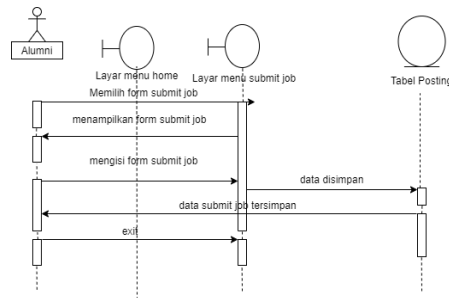 Alumni
Layar menu home
Layar menu submit job
Tabel Posting
Memilih form submit job
menampilkan form submit job
mengisi form submit job
data disimpan
data submit job tersimpan
exit